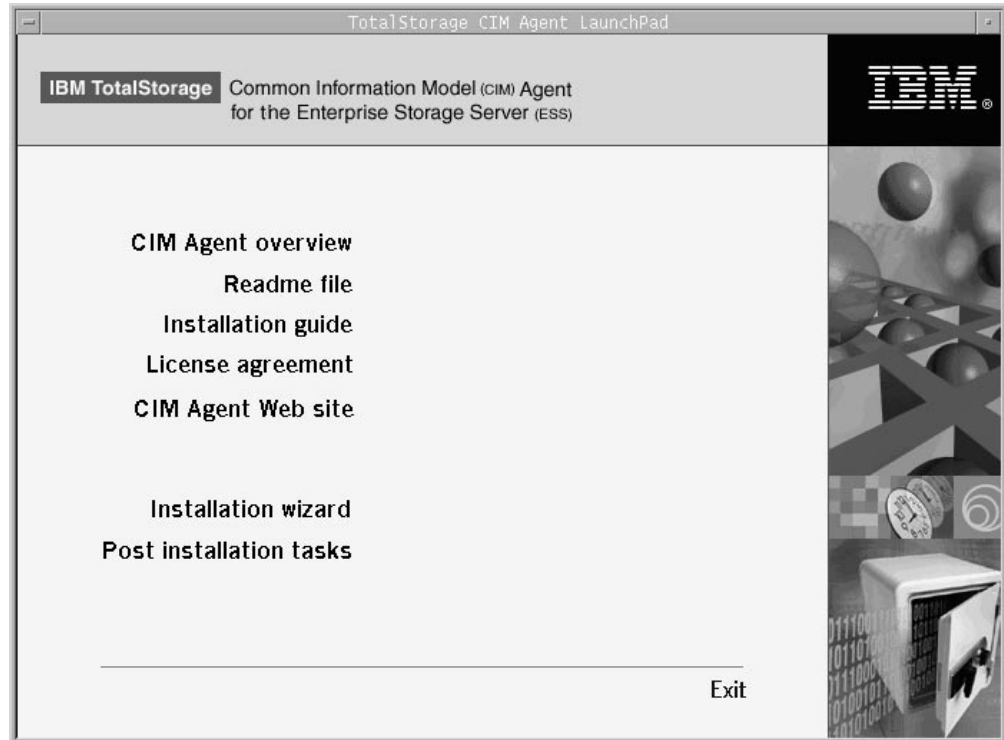 TotalStorage CIM Agent LaunchPad
IBM TotalStorage Common Information Model (CIM) Agent
for the Enterprise Storage Server (ESS)
IBM®
CIM Agent overview
Readme file
Installation guide
License agreement
CIM Agent Web site
Installation wizard
Post installation tasks
Exit